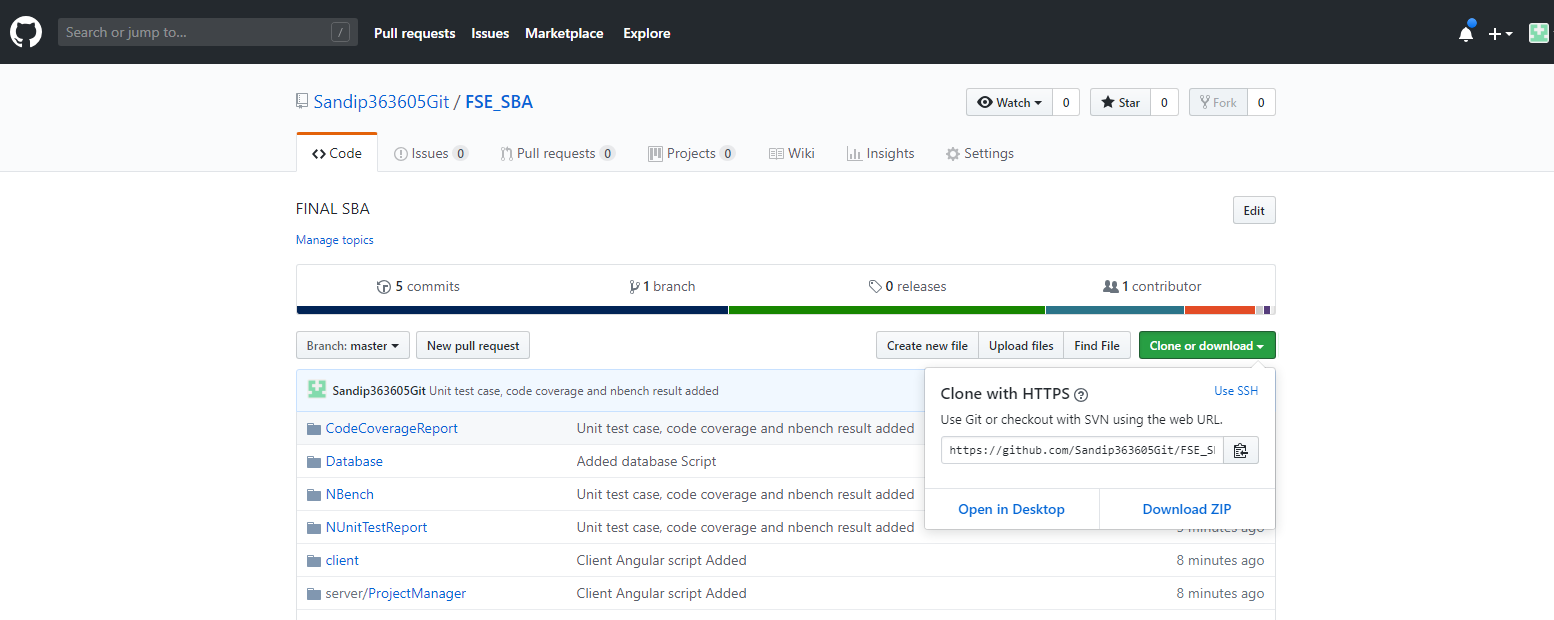 Search or jump to... / Pull requests Issues Marketplace Explore
Sandip363605Git / FSE_SBA Watch 0 Star 0 Fork 0
Code Issues 0 Pull requests 0 Projects 0 Wiki Insights Settings
FINAL SBA Edit
Manage topics
5 commits 1 branch 0 releases 1 contributor
Branch: master New pull request Create new file Upload files Find File Clone or download
Sandip363605Git Unit test case, code coverage and nbench result added
Clone with HTTPS ? Use SSH
Use Git or checkout with SVN using the web URL.
https://github.com/Sandip363605Git/FSE_S
Open in Desktop Download ZIP
CodeCoverageReport Unit test case, code coverage and nbench result added
Database Added database Script
NBench Unit test case, code coverage and nbench result added
NUnitTestReport Unit test case, code coverage and nbench result added minutes ago
client Client Angular script Added 8 minutes ago
server/ProjectManager Client Angular script Added 8 minutes ago